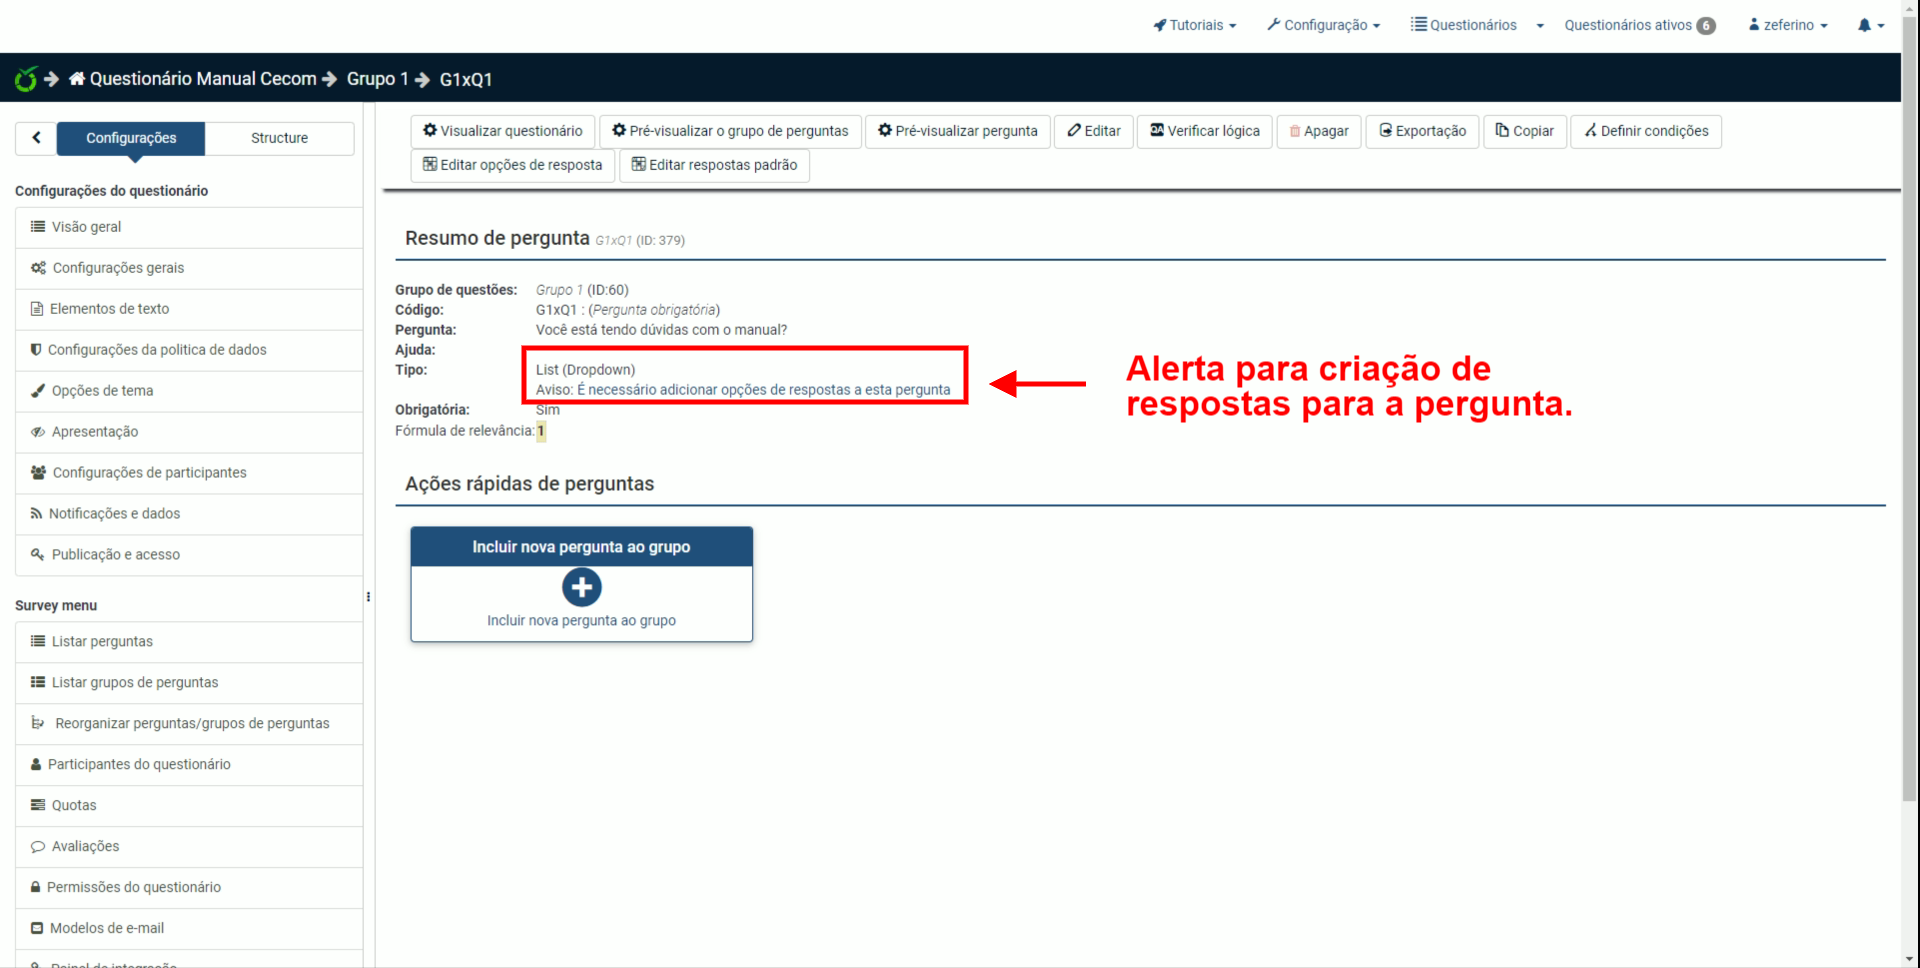 Tutoriais Configuração Questionários Questionários ativos 6 zeferino
Questionário Manual Cecom Grupo 1 G1xQ1
Configurações Structure
Visualizar questionário Pré-visualizar o grupo de perguntas Pré-visualizar pergunta Editar Verificar lógica Apagar Exportação Copiar Definir condições
Editar opções de resposta Editar respostas padrão
Configurações do questionário
Visão geral
Configurações gerais
Elementos de texto
Configurações da politica de dados
Opções de tema
Apresentação
Configurações de participantes
Notificações e dados
Publicação e acesso
Survey menu
Listar perguntas
Listar grupos de perguntas
Reorganizar perguntas/grupos de perguntas
Participantes do questionário
Quotas
Avaliações
Permissões do questionário
Modelos de e-mail
Painel de integração
Resumo de pergunta G1xQ1 (ID: 379)
Grupo de questões: Grupo 1 (ID:60)
Código: G1xQ1 : (Pergunta obrigatória)
Pergunta: Você está tendo dúvidas com o manual?
Ajuda:
Tipo: List (Dropdown)
Aviso: É necessário adicionar opções de respostas a esta pergunta
Obrigatória: Sim
Fórmula de relevância: 1
Alerta para criação de
respostas para a pergunta.
Ações rápidas de perguntas
Incluir nova pergunta ao grupo
Incluir nova pergunta ao grupo